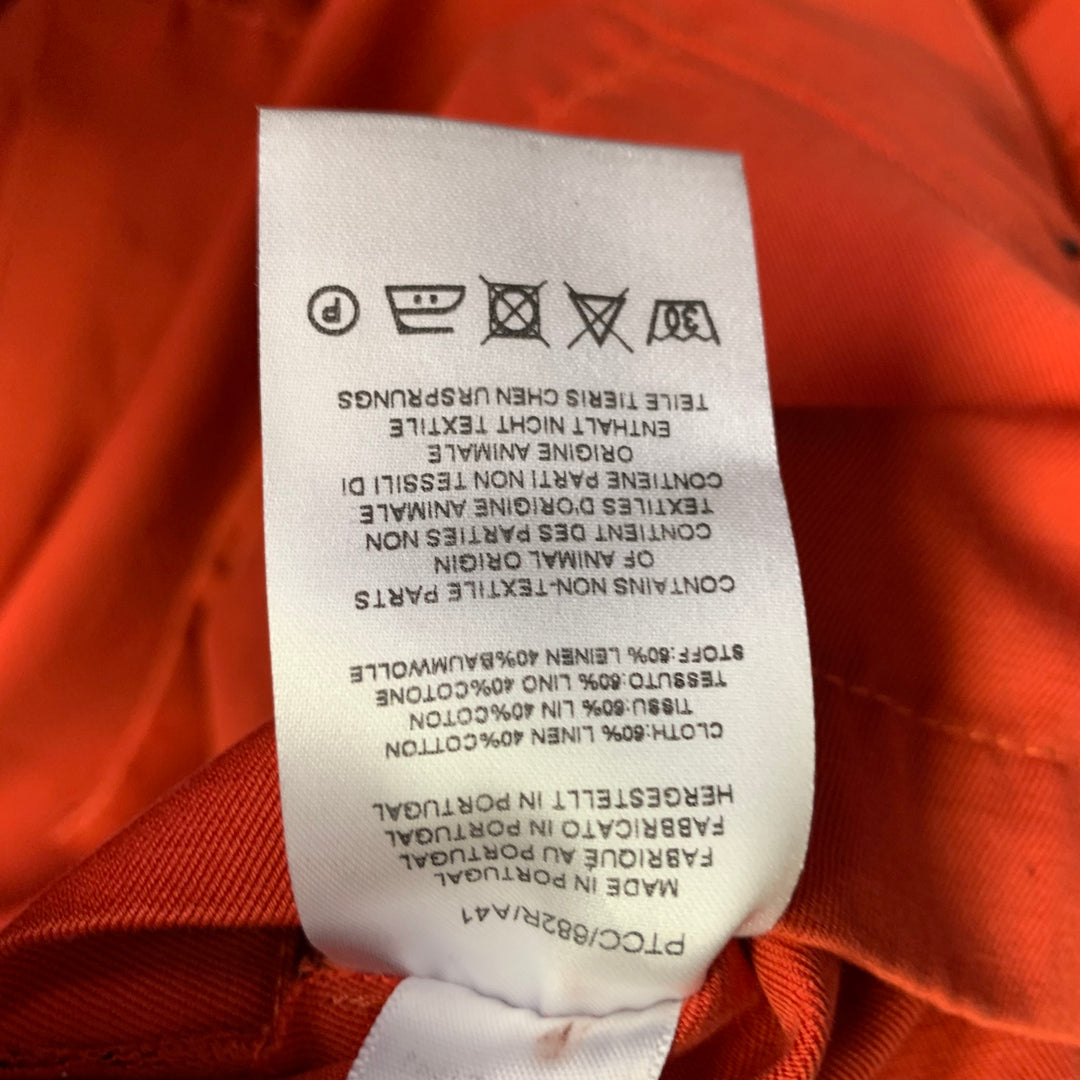 PTCC/682R/A41
MADE IN PORTUGAL
FABRIQUÉ AU PORTUGAL
FABBRICATO IN PORTUGAL
HERGESTELLT IN PORTUGAL
CLOTH:60% LINEN 40%COTTON
TISSU:60% LIN 40%COTON
TESSUTO:60% LINO 40%COTONE
STOFF:60% LEINEN 40%BAUMWOLLE
CONTAINS NON-TEXTILE PARTS
OF ANIMAL ORIGIN
CONTIENT DES PARTIES NON
TEXTILES D'ORIGINE ANIMALE
CONTIENE PARTI NON TESSILI DI
ORIGINE ANIMALE
ENTHALT NICHT TEXTILE
TEILE TIERIS CHEN URSPRUNGS
30 P